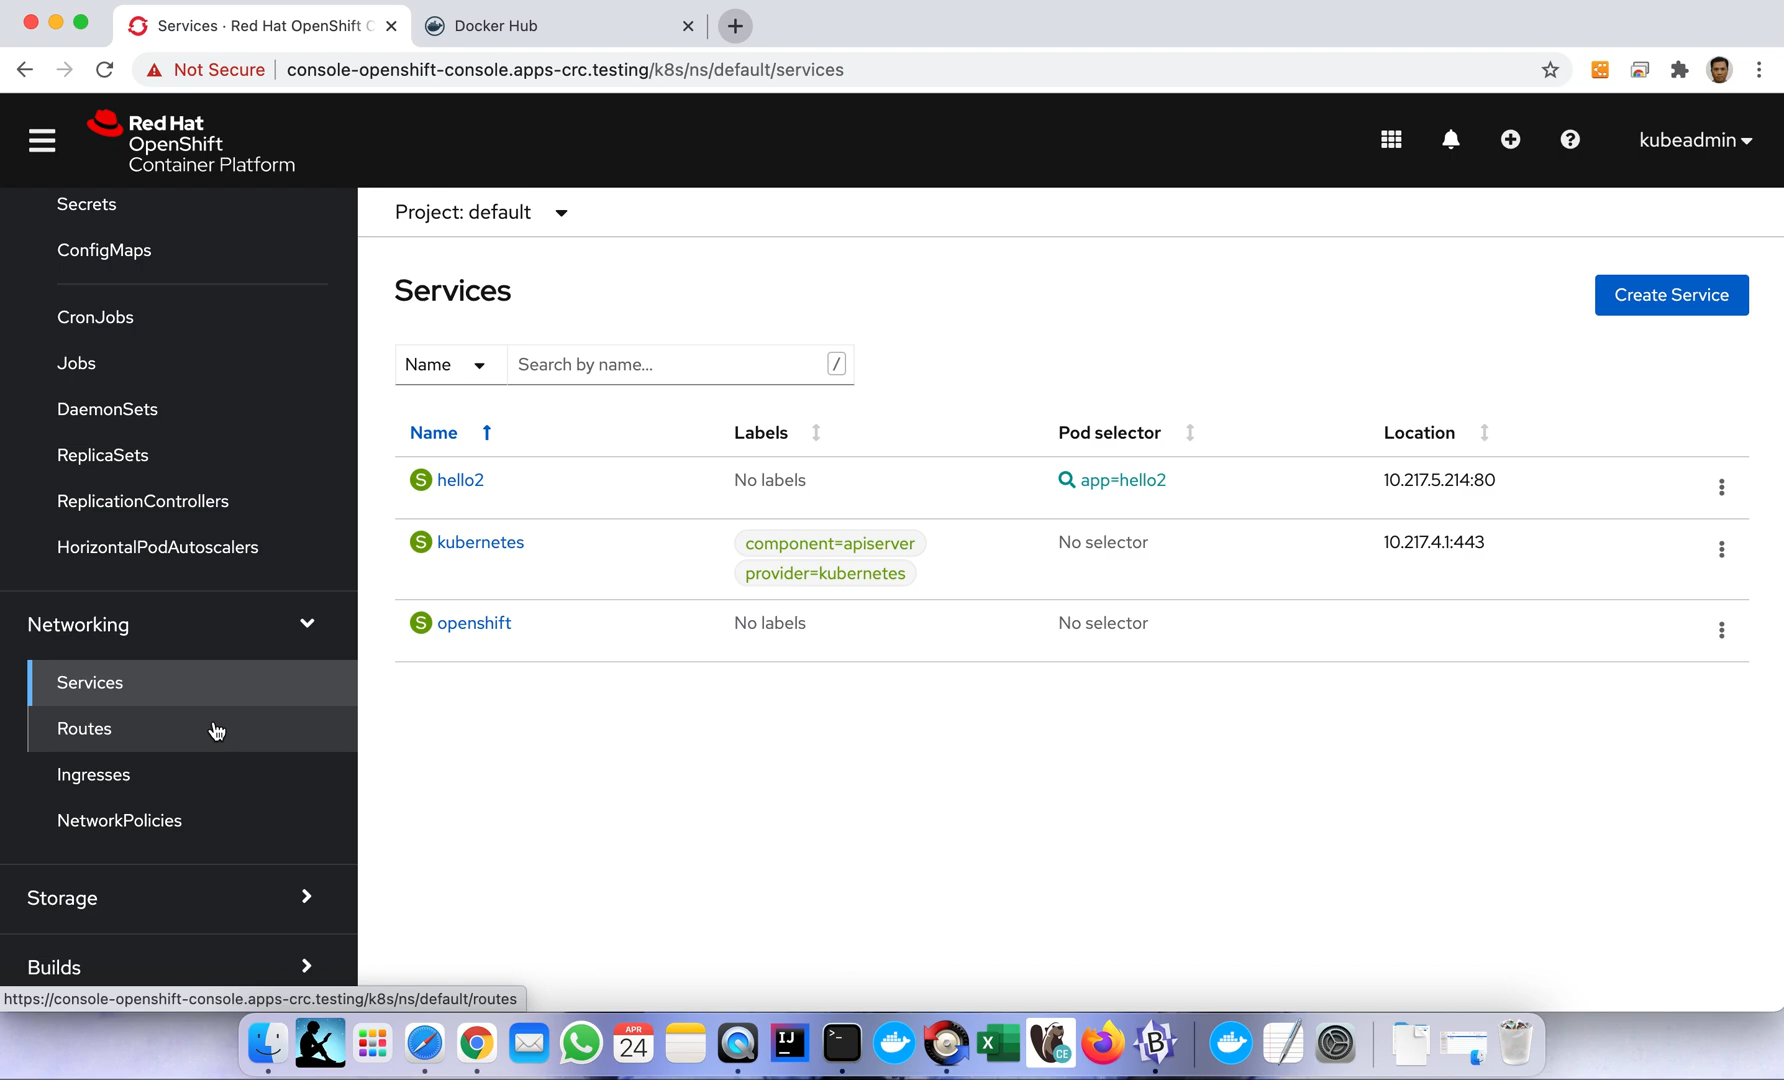 Services · Red Hat OpenShift C
Docker Hub
Not Secure
console-openshift-console.apps-crc.testing/k8s/ns/default/services
Red Hat
OpenShift
Container Platform
kubeadmin
Secrets
ConfigMaps
CronJobs
Jobs
DaemonSets
ReplicaSets
ReplicationControllers
HorizontalPodAutoscalers
Networking
Services
Routes
Ingresses
NetworkPolicies
Storage
Builds
Project: default
Services
Create Service
Name
Search by name...
/
Name Labels Pod selector Location
S hello2 No labels app=hello2 10.217.5.214:80
S kubernetes component=apiserver No selector 10.217.4.1:443
provider=kubernetes
S openshift No labels No selector
https://console-openshift-console.apps-crc.testing/k8s/ns/default/routes
APR
24
IJ
>_
X
CE
B